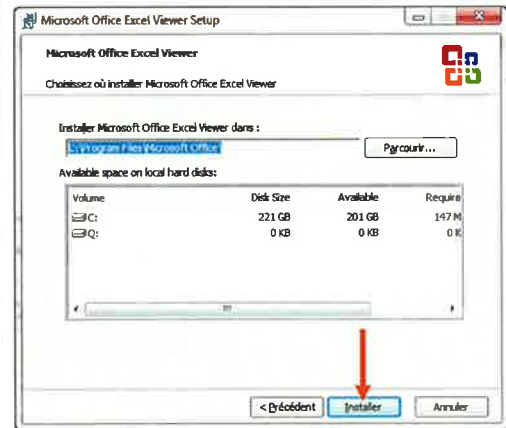 Microsoft Office Excel Viewer Setup
Microsoft Office Excel Viewer
Choisissez où installer Microsoft Office Excel Viewer
Installer Microsoft Office Excel Viewer dans :
C:\Program Files\Microsoft Office\
Parcourir...
Available space on local hard disks:
Volume Disk Size Available Require
C: 221 GB 201 GB 147 M
Q: 0 KB 0 KB 0 K
< Précédent Installer Annuler